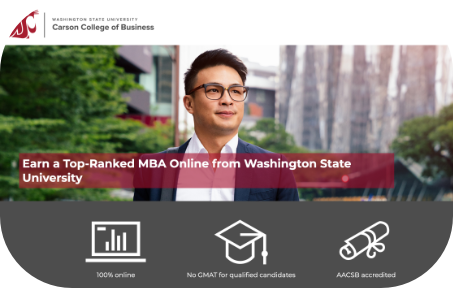 WASHINGTON STATE UNIVERSITY
Carson College of Business
Earn a Top-Ranked MBA Online from Washington State
University
100% online
No GMAT for qualified candidates
AACSB accredited